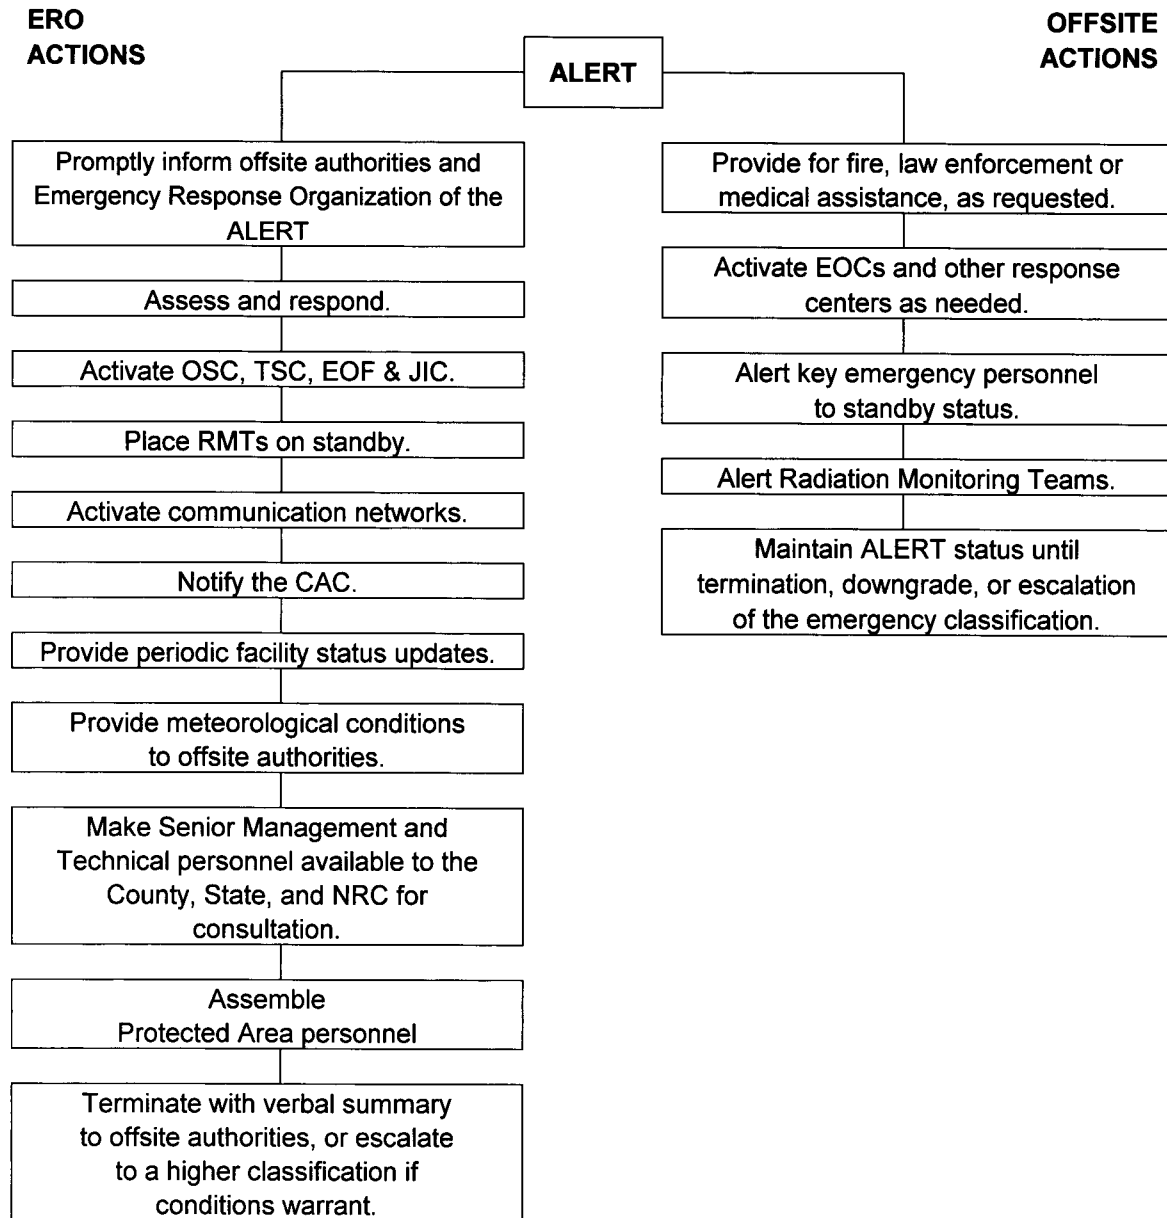 ERO
ACTIONS
OFFSITE
ACTIONS
ALERT
Promptly inform offsite authorities and
Emergency Response Organization of the
ALERT
Assess and respond.
Activate OSC, TSC, EOF & JIC.
Place RMTs on standby.
Activate communication networks.
Notify the CAC.
Provide periodic facility status updates.
Provide meteorological conditions
to offsite authorities.
Make Senior Management and
Technical personnel available to the
County, State, and NRC for
consultation.
Assemble
Protected Area personnel
Terminate with verbal summary
to offsite authorities, or escalate
to a higher classification if
conditions warrant.
Provide for fire, law enforcement or
medical assistance, as requested.
Activate EOCs and other response
centers as needed.
Alert key emergency personnel
to standby status.
Alert Radiation Monitoring Teams.
Maintain ALERT status until
termination, downgrade, or escalation
of the emergency classification.